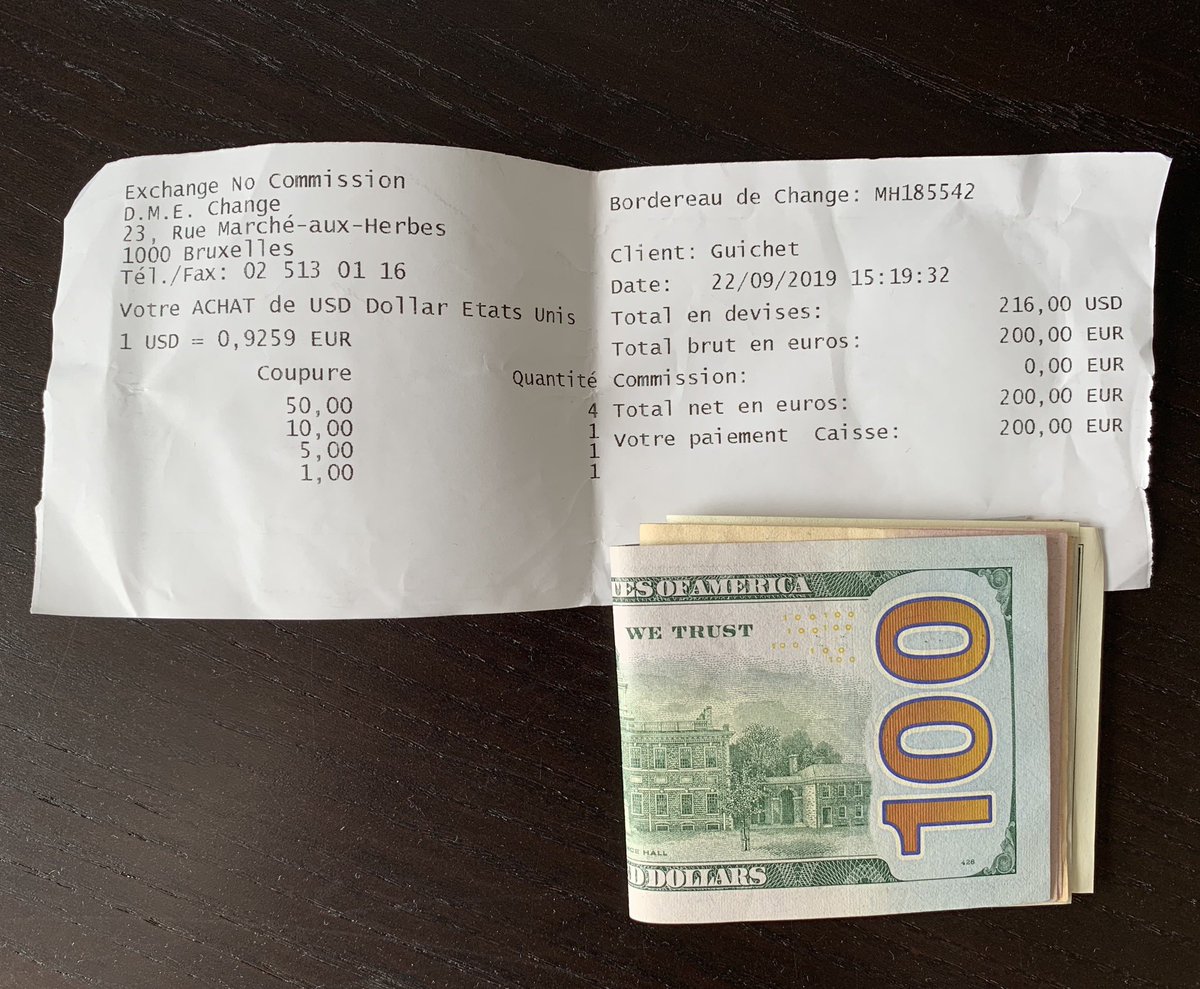 Exchange No Commission
D.M.E. Change
23, Rue Marché-aux-Herbes
1000 Bruxelles
Tél./Fax: 02 513 01 16
Votre ACHAT de USD Dollar Etats Unis
1 USD = 0,9259 EUR
Coupure Quantité
50,00 4
10,00 1
5,00 1
1,00 1
Bordereau de Change: MH185542
Client: Guichet
Date: 22/09/2019 15:19:32
Total en devises: 216,00 USD
Total brut en euros: 200,00 EUR
Commission: 0,00 EUR
Total net en euros: 200,00 EUR
Votre paiement Caisse: 200,00 EUR
TES OF AMERICA
WE TRUST
100
CE HALL
426
D DOLLARS